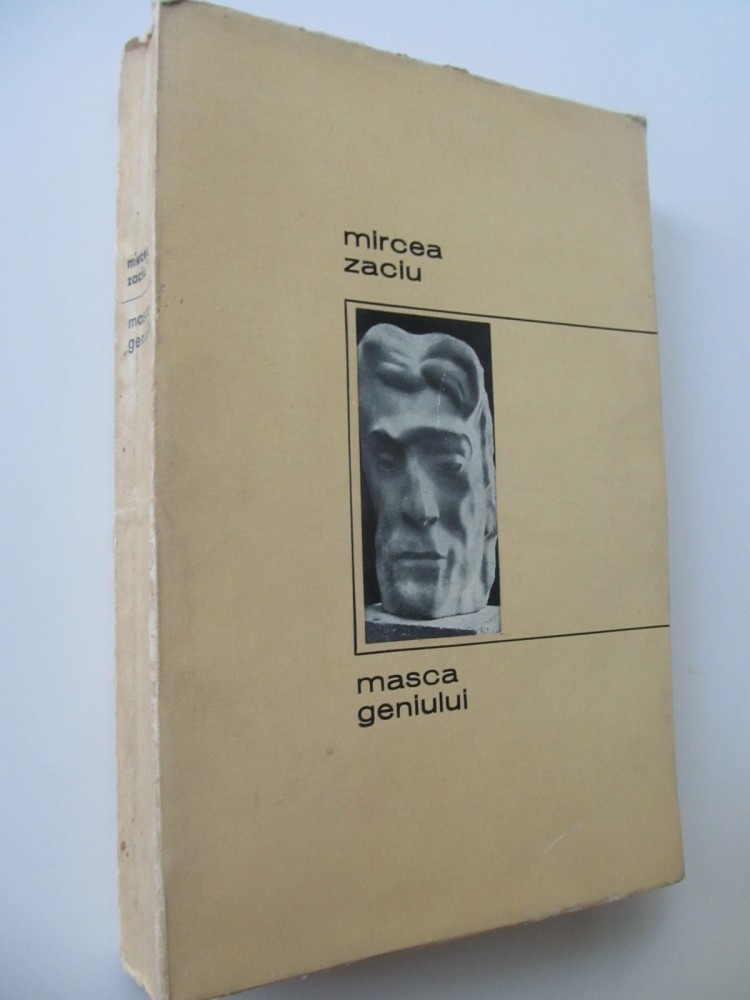 mircea
zaciu
masca
geniului
mircea
zaciu